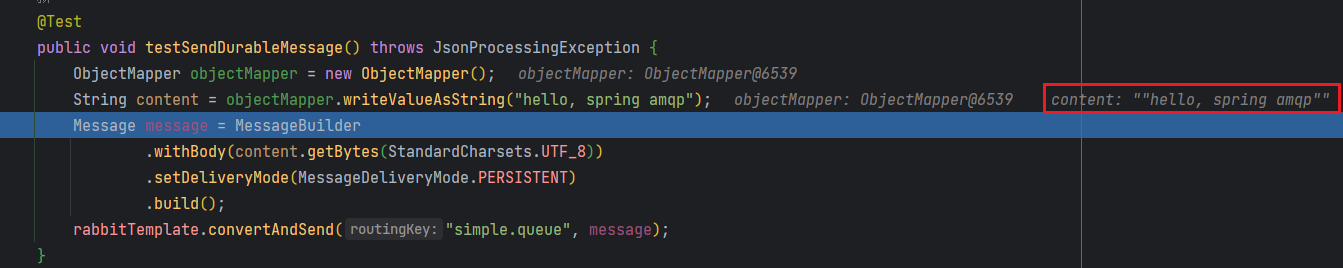 @Test
public void testSendDurableMessage() throws JsonProcessingException {
ObjectMapper objectMapper = new ObjectMapper(); objectMapper: ObjectMapper@6539
String content = objectMapper.writeValueAsString("hello, spring amqp"); objectMapper: ObjectMapper@6539 content: ""hello, spring amqp""
Message message = MessageBuilder
.withBody(content.getBytes(StandardCharsets.UTF_8))
.setDeliveryMode(MessageDeliveryMode.PERSISTENT)
.build();
rabbitTemplate.convertAndSend( routingKey: "simple.queue", message);
}